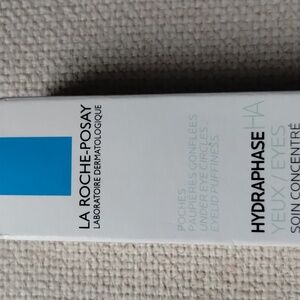 LA ROCHE-POSAY
LABORATOIRE DERMATOLOGIQUE
POCHES
PAUPIÈRES GONFLÉES
UNDER EYE CIRCLES
EYELID PUFFINESS
HYDRAPHASE HA
YEUX / EYES
SOIN CONCENTRÉ